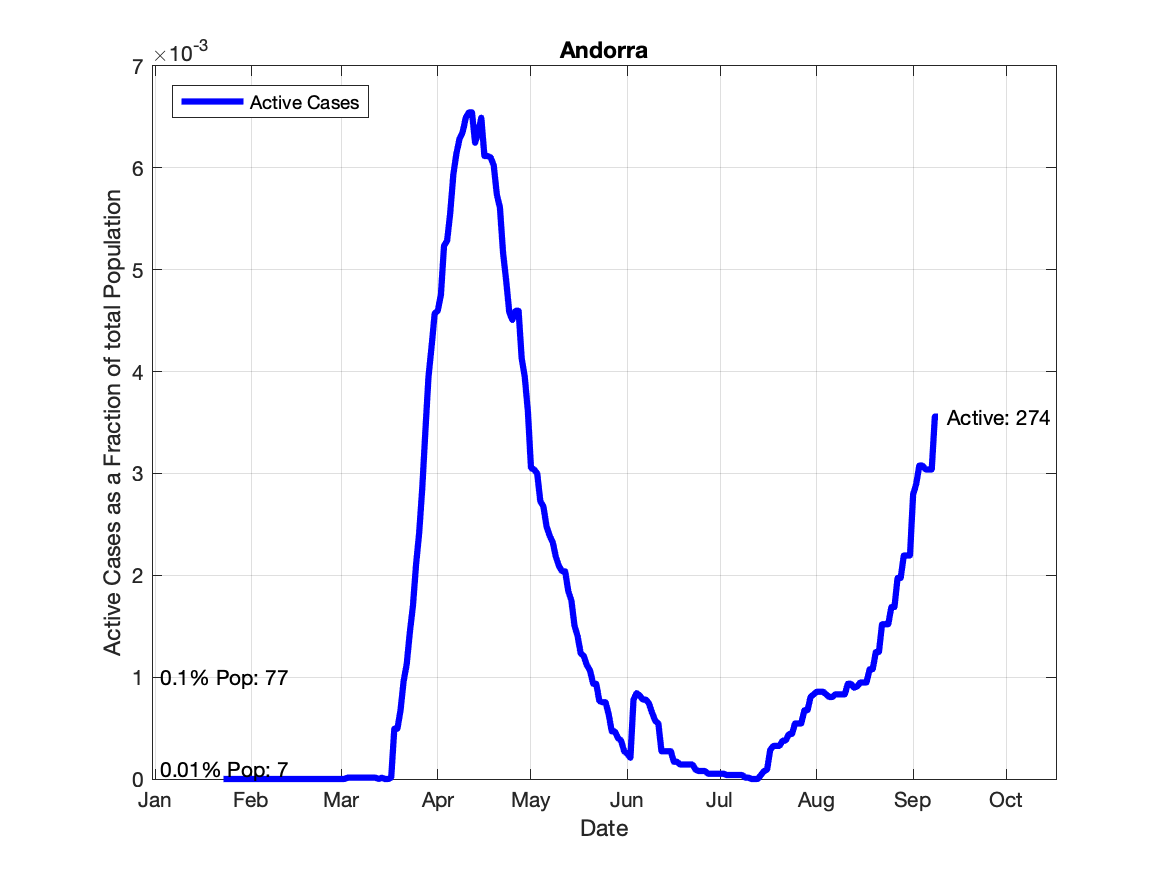 Andorra
×10-3
Active Cases
7
6
5
4
3
2
1
0
Active Cases as a Fraction of total Population
Active: 274
0.1% Pop: 77
0.01% Pop: 7
Jan Feb Mar Apr May Jun Jul Aug Sep Oct
Date